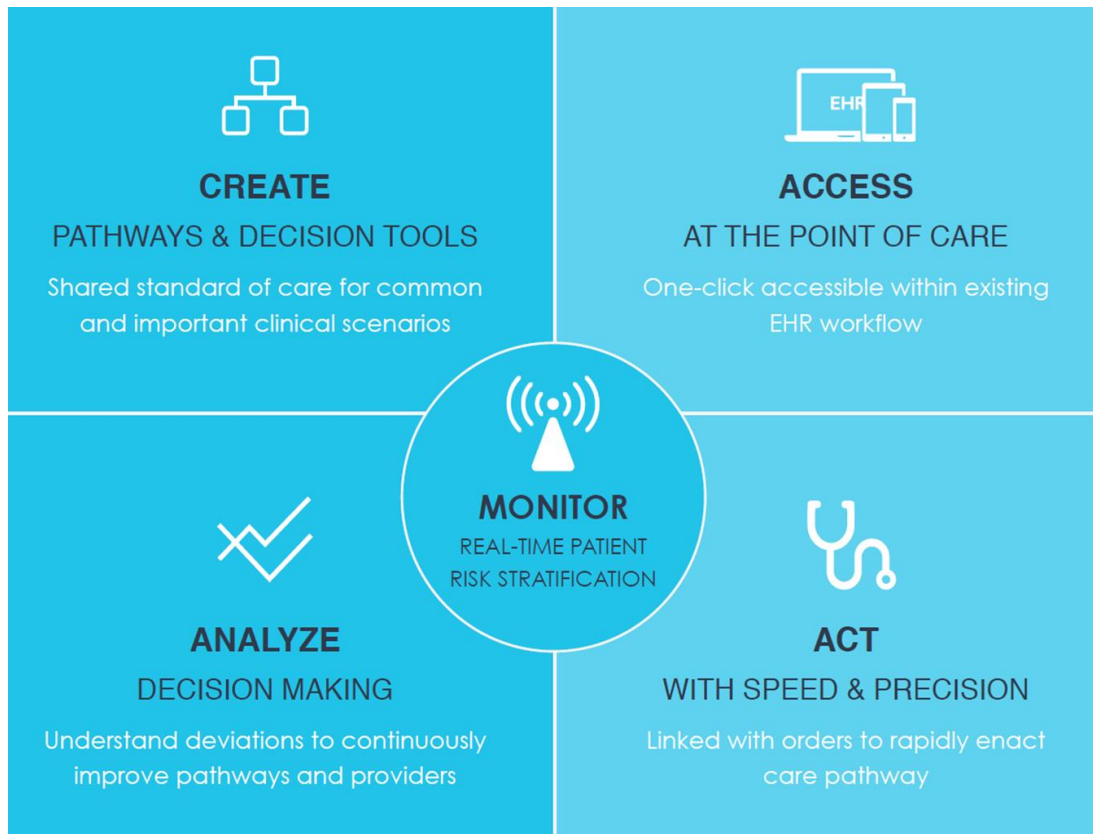 CREATE
PATHWAYS & DECISION TOOLS
Shared standard of care for common
and important clinical scenarios
EHR
ACCESS
AT THE POINT OF CARE
One-click accessible within existing
EHR workflow
MONITOR
REAL-TIME PATIENT
RISK STRATIFICATION
ANALYZE
DECISION MAKING
Understand deviations to continuously
improve pathways and providers
ACT
WITH SPEED & PRECISION
Linked with orders to rapidly enact
care pathway